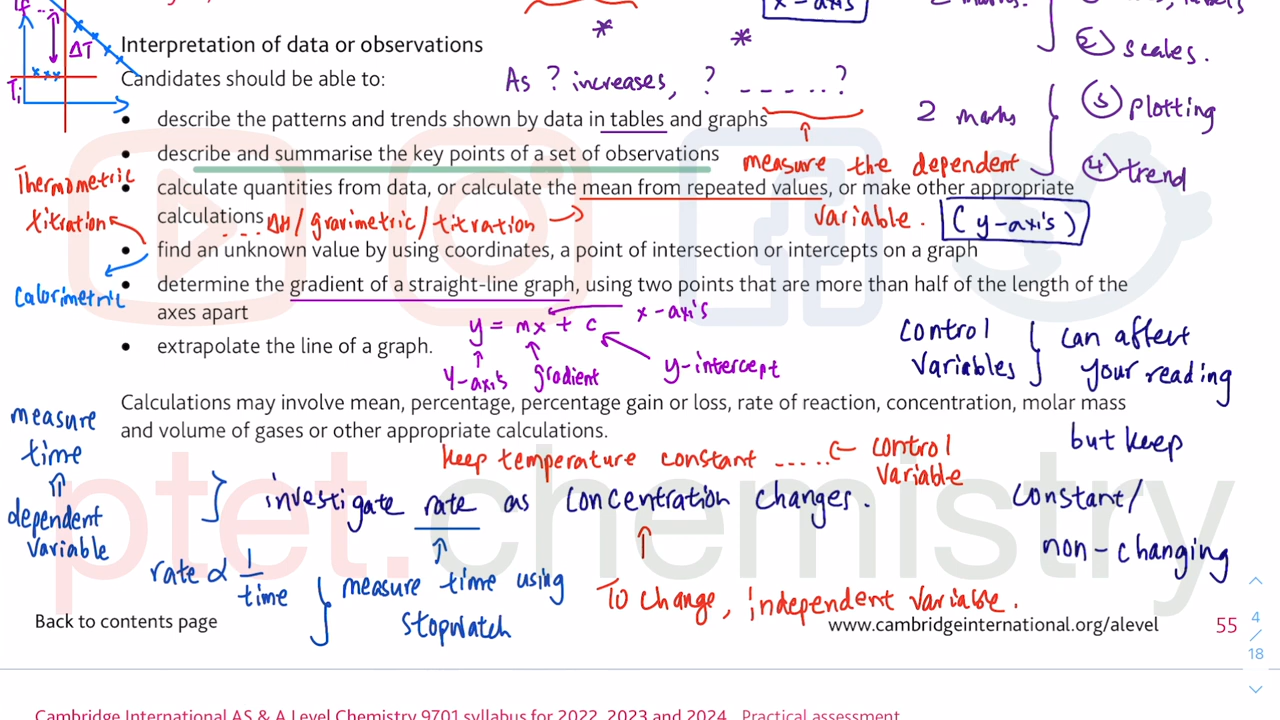 Tf
x-axis
labels
② scales.
ΔT
Ti
Interpretation of data or observations
Candidates should be able to:
As ? increases, ? - - - .. ?
2 marks
③ plotting
④ trend
• describe the patterns and trends shown by data in tables and graphs
• describe and summarise the key points of a set of observations
measure the dependent
variable. (y-axis)
Thermometric
titration
• calculate quantities from data, or calculate the mean from repeated values, or make other appropriate
calculations
.... ΔH/gravimetric/titration
• find an unknown value by using coordinates, a point of intersection or intercepts on a graph
Calorimetric
• determine the gradient of a straight-line graph, using two points that are more than half of the length of the
axes apart
y = mx + c
x-axis
y-axis
gradient
y-intercept
• extrapolate the line of a graph.
control
variables
can affect
your reading
but keep
constant/
non-changing
Calculations may involve mean, percentage, percentage gain or loss, rate of reaction, concentration, molar mass
and volume of gases or other appropriate calculations.
measure
time
dependent
variable
keep temperature constant .....
control
variable
investigate rate as concentration changes.
rate ∝ 1/time
measure time using
stopwatch
To change, independent variable.
ptet.chemistry
Back to contents page
www.cambridgeinternational.org/alevel
55
4
/
18
Cambridge International AS & A Level Chemistry 9701 syllabus for 2022, 2023 and 2024. Practical assessment